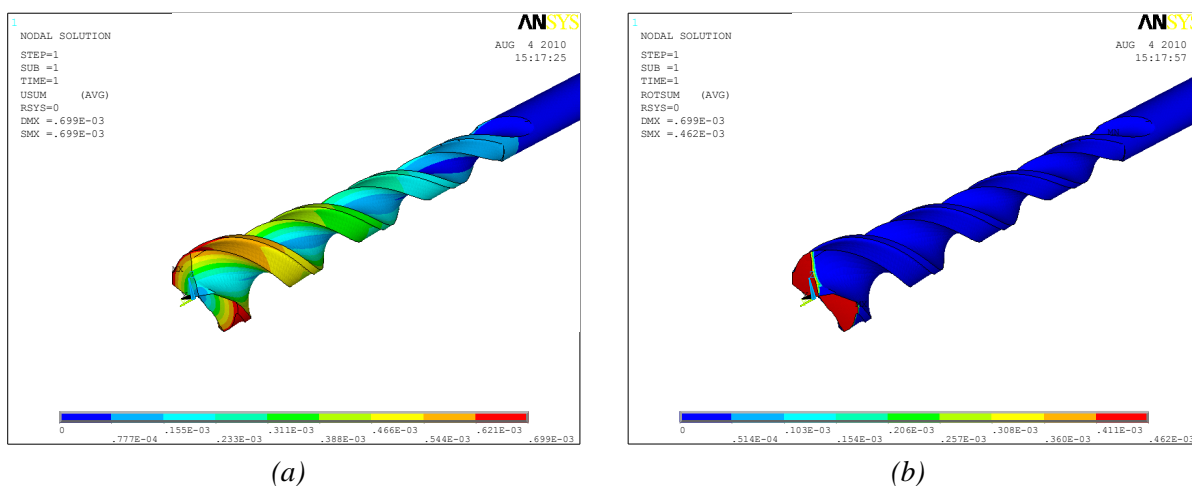 1
ANSYS
NODAL SOLUTION
AUG 4 2010
15:17:25
STEP=1
SUB =1
TIME=1
USUM (AVG)
RSYS=0
DMX =.699E-03
SMX =.699E-03
0
.777E-04
.155E-03
.233E-03
.311E-03
.388E-03
.466E-03
.544E-03
.621E-03
.699E-03
(a)
1
ANSYS
NODAL SOLUTION
AUG 4 2010
15:17:57
STEP=1
SUB =1
TIME=1
ROTSUM (AVG)
RSYS=0
DMX =.699E-03
SMX =.462E-03
0
.514E-04
.103E-03
.154E-03
.206E-03
.257E-03
.308E-03
.360E-03
.411E-03
.462E-03
(b)